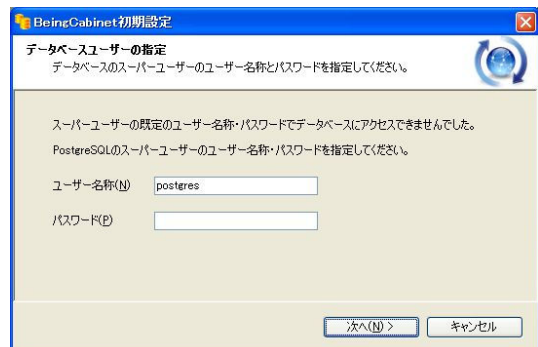 BeingCabinet初期設定
データベースユーザーの指定
データベースのスーパーユーザーのユーザー名称とパスワードを指定してください。
スーパーユーザーの既定のユーザー名称・パスワードでデータベースにアクセスできませんでした。
PostgreSQLのスーパーユーザーのユーザー名称・パスワードを指定してください。
ユーザー名称(N) postgres
パスワード(P)
次へ(N) > キャンセル